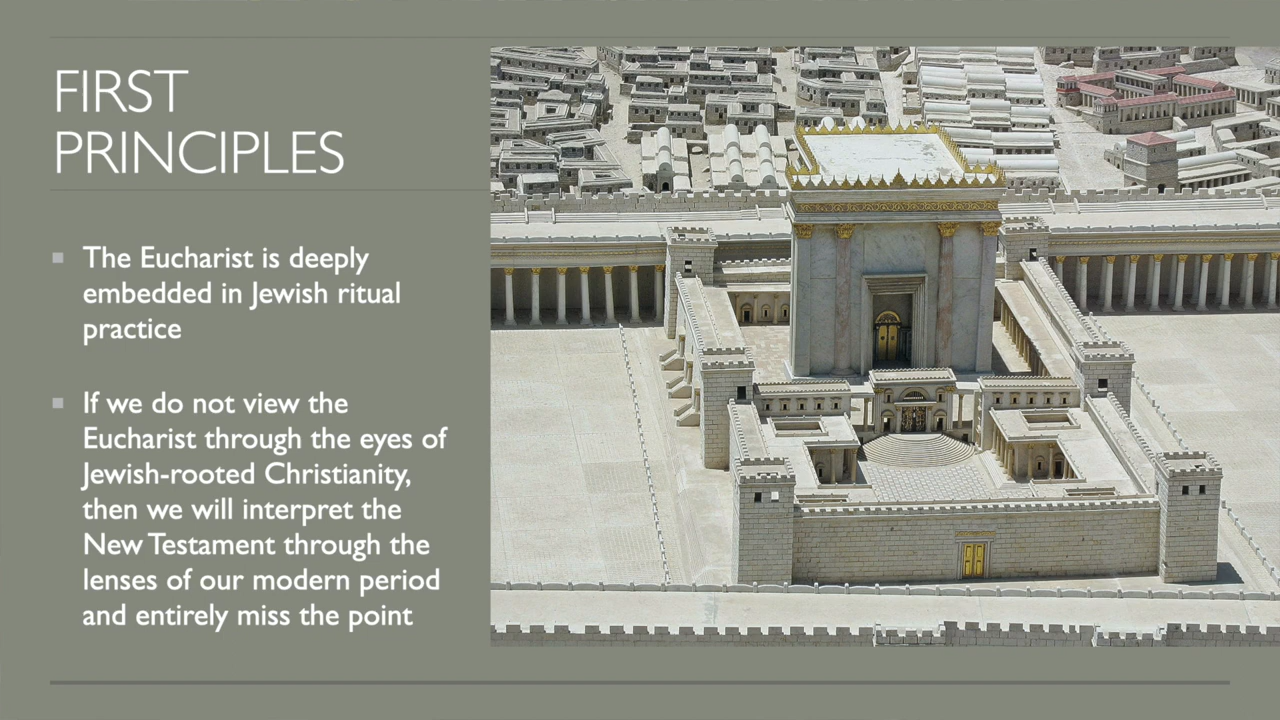 FIRST
PRINCIPLES
The Eucharist is deeply
embedded in Jewish ritual
practice
If we do not view the
Eucharist through the eyes of
Jewish-rooted Christianity,
then we will interpret the
New Testament through the
lenses of our modern period
and entirely miss the point